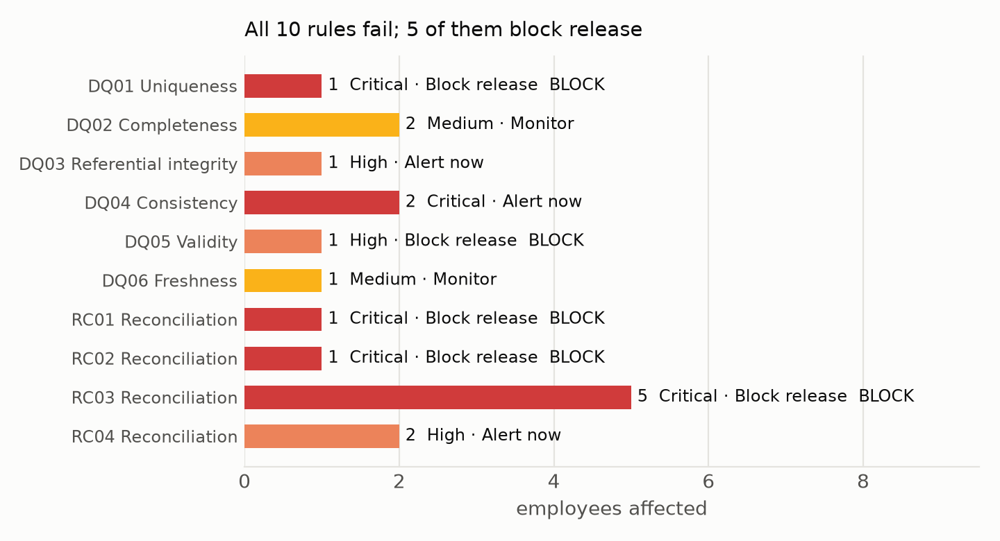 All 10 rules fail; 5 of them block release
DQ01 Uniqueness 1 Critical · Block release BLOCK
DQ02 Completeness 2 Medium · Monitor
DQ03 Referential integrity 1 High · Alert now
DQ04 Consistency 2 Critical · Alert now
DQ05 Validity 1 High · Block release BLOCK
DQ06 Freshness 1 Medium · Monitor
RC01 Reconciliation 1 Critical · Block release BLOCK
RC02 Reconciliation 1 Critical · Block release BLOCK
RC03 Reconciliation 5 Critical · Block release BLOCK
RC04 Reconciliation 2 High · Alert now
0 2 4 6 8
employees affected